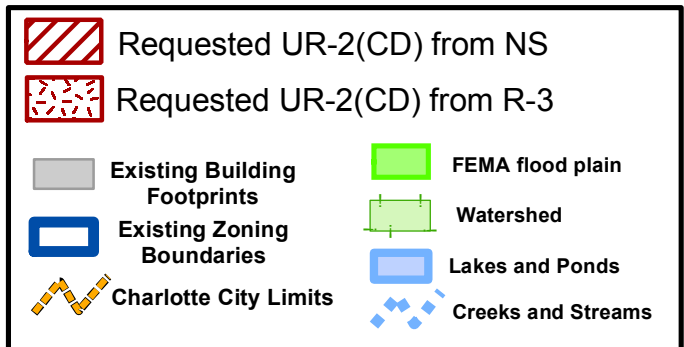 Requested UR-2(CD) from NS
Requested UR-2(CD) from R-3
Existing Building
Footprints
Existing Zoning
Boundaries
Charlotte City Limits
FEMA flood plain
Watershed
Lakes and Ponds
Creeks and Streams